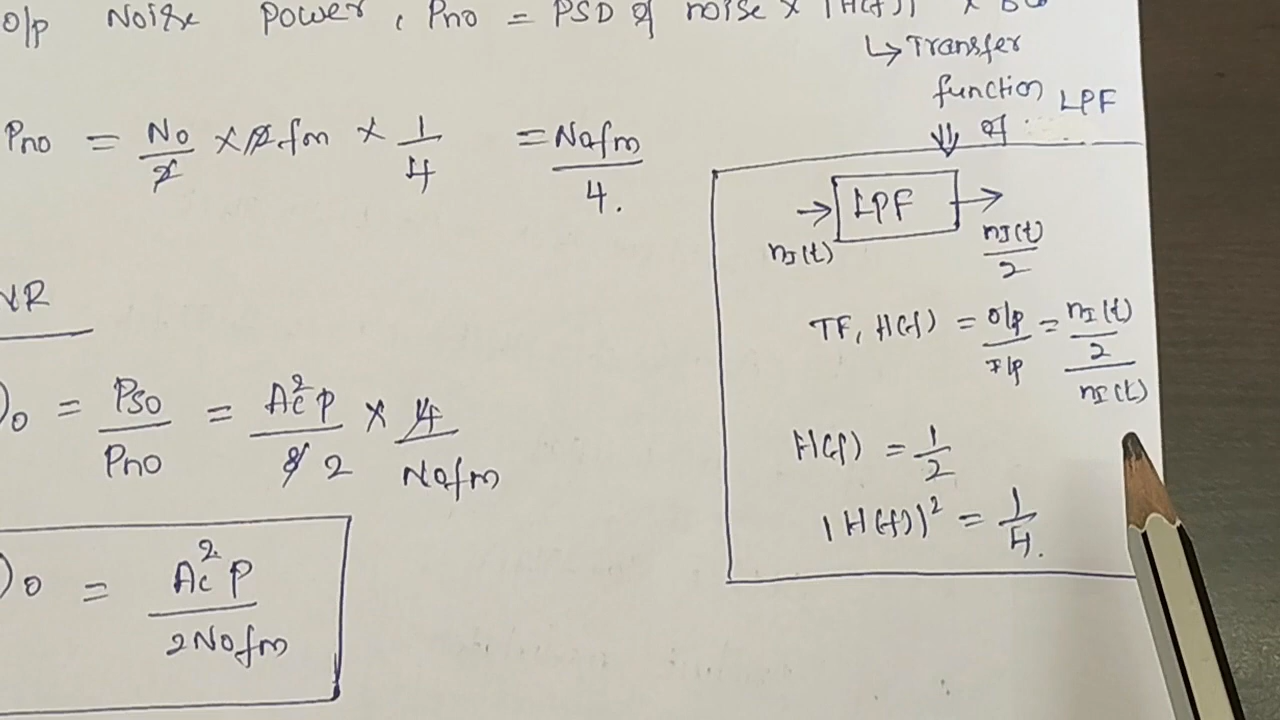 o/p Noise power, Pno = PSD of noise x |H(f)| x
↳ Transfer
function
of LPF
Pno = No/2 x 2fm x 1/4 = Nofm/4.
→ LPF →
nI(t)
nI(t)/2
TF, H(f) = o/p / I/p = nI(t)/2 / nI(t)
H(f) = 1/2
|H(f)|² = 1/4.
NR
)o = Pso/Pno = Ac²P/8 2 x 4/Nofm
)o = Ac²P/2Nofm